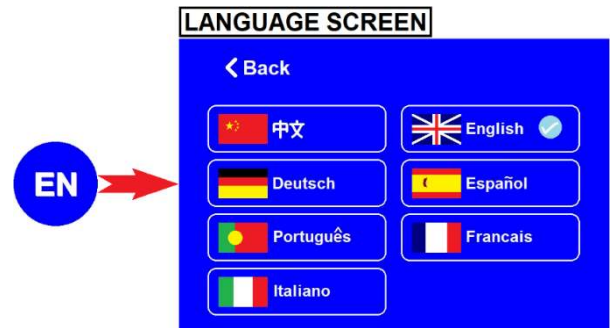 LANGUAGE SCREEN
Back
中文
English
EN
Deutsch
Español
Português
Francais
Italiano